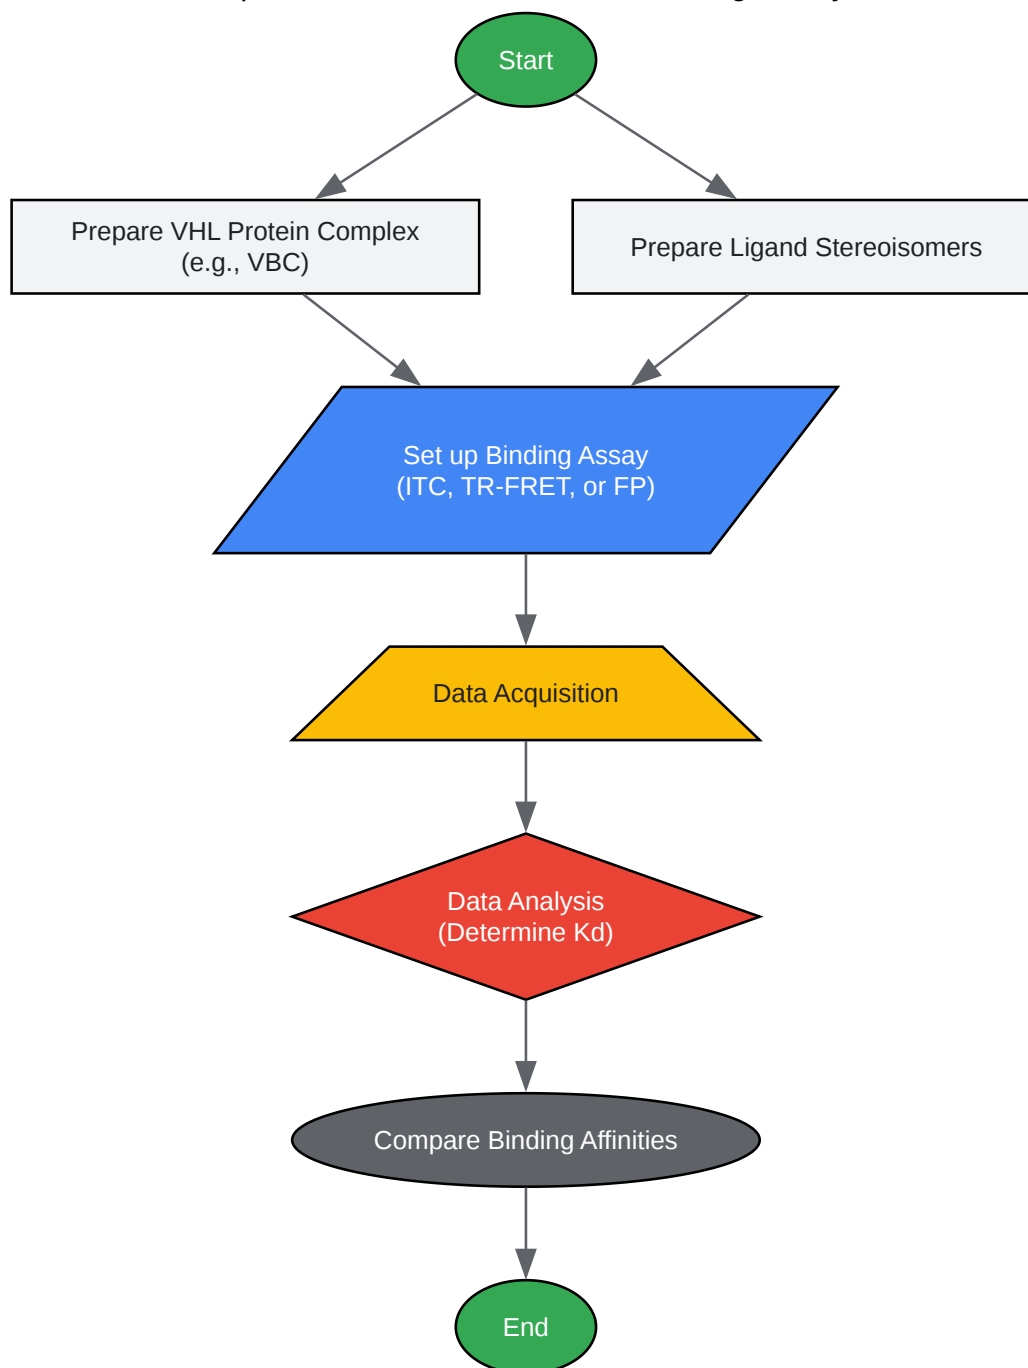 Start
Prepare VHL Protein Complex
(e.g., VBC)
Prepare Ligand Stereoisomers
Set up Binding Assay
(ITC, TR-FRET, or FP)
Data Acquisition
Data Analysis
(Determine Kd)
Compare Binding Affinities
End